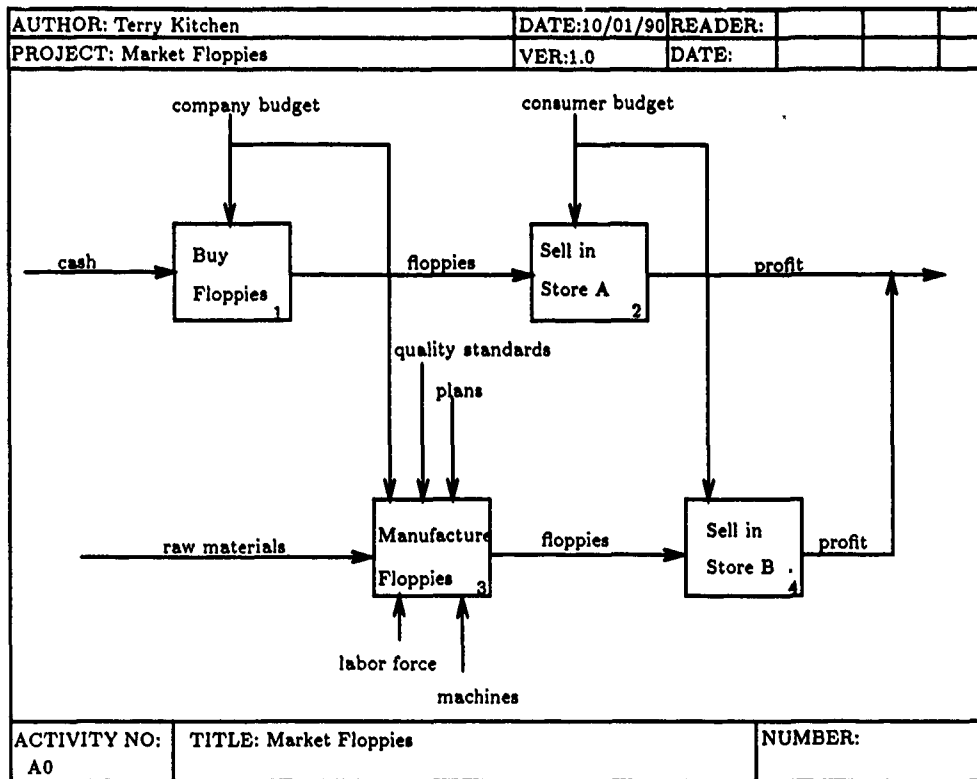 AUTHOR: Terry Kitchen DATE:10/01/90 READER:
PROJECT: Market Floppies VER:1.0 DATE:
company budget consumer budget
cash
Buy
Floppies
1
floppies
Sell in
Store A
2
profit
quality standards
plans
raw materials
Manufacture
Floppies
3
floppies
Sell in
Store B
4
profit
labor force
machines
ACTIVITY NO: TITLE: Market Floppies NUMBER:
A0